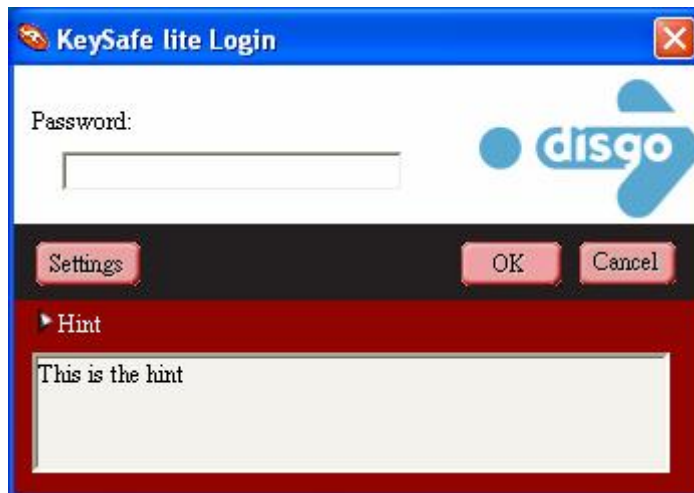 KeySafe lite Login
Password:
disgo
Settings
OK
Cancel
Hint
This is the hint